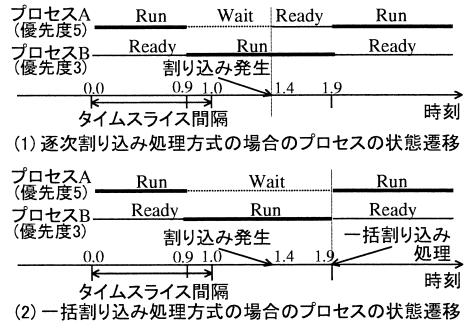 プロセスA Run Wait Ready Run
(優先度5)
プロセスB Ready Run Ready
(優先度3)
割り込み発生
0.0 0.9 1.0 1.4 1.9
時刻
タイムスライス間隔
(1)逐次割り込み処理方式の場合のプロセスの状態遷移
プロセスA Run Wait Run
(優先度5)
プロセスB Ready Run Ready
(優先度3)
割り込み発生 一括割り込み
処理
0.0 0.9 1.0 1.4 1.9
時刻
タイムスライス間隔
(2)一括割り込み処理方式の場合のプロセスの状態遷移